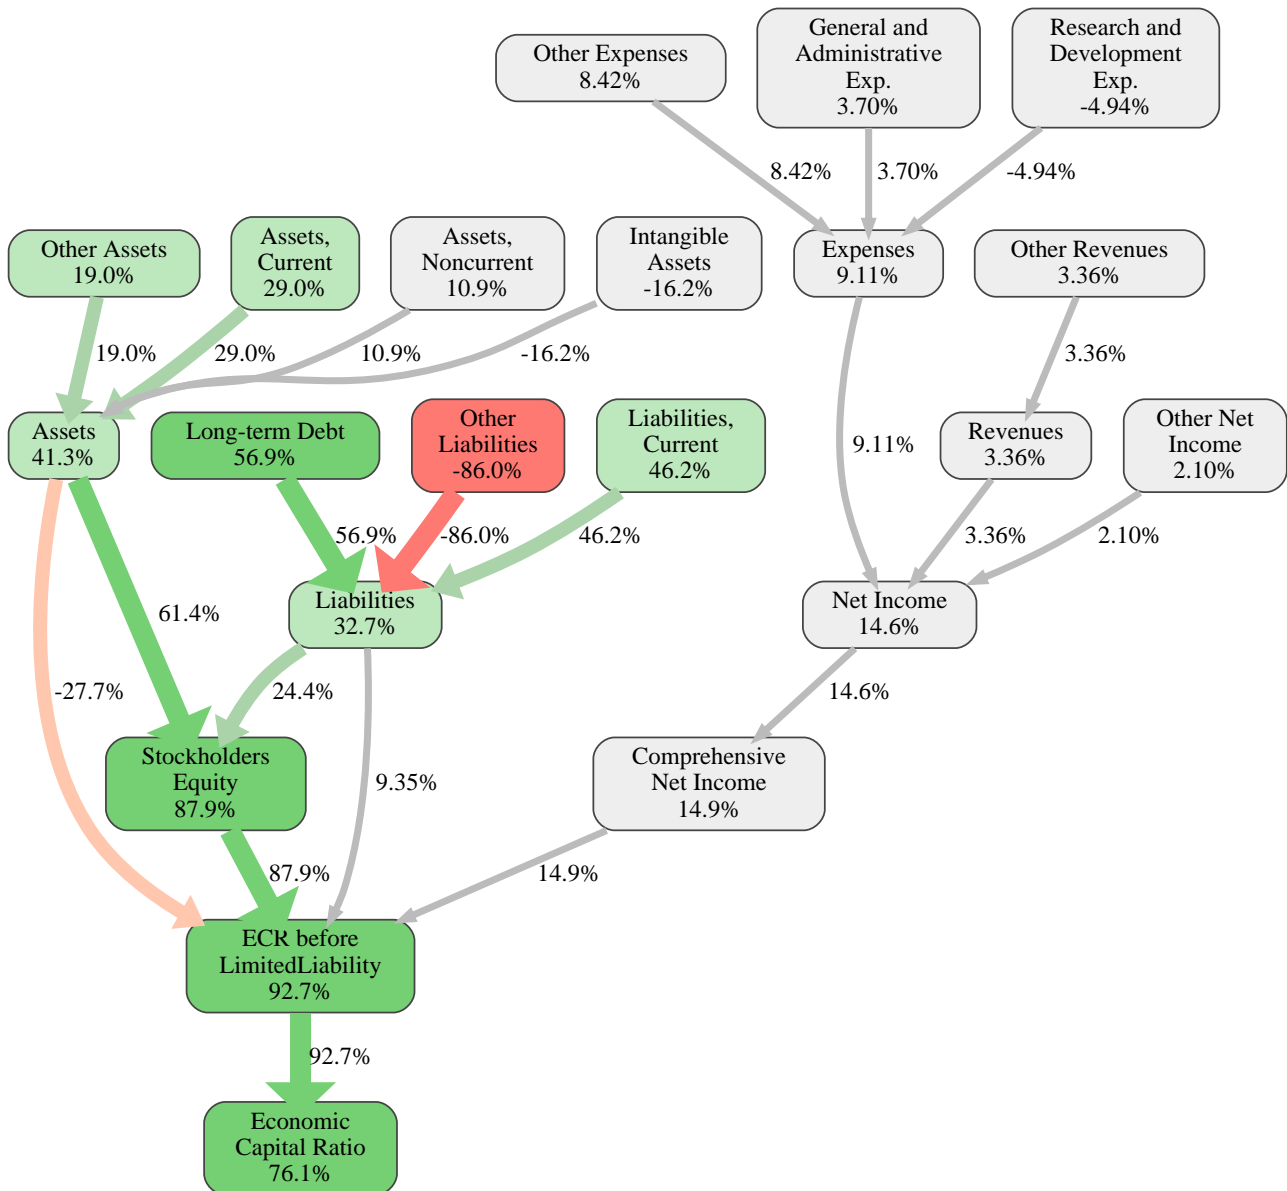 Other Expenses
8.42%
General and
Administrative
Exp.
3.70%
Research and
Development
Exp.
-4.94%
8.42%
3.70%
-4.94%
Other Assets
19.0%
Assets,
Current
29.0%
Assets,
Noncurrent
10.9%
Intangible
Assets
-16.2%
Expenses
9.11%
Other Revenues
3.36%
19.0%
29.0%
10.9%
-16.2%
3.36%
Assets
41.3%
Long-term Debt
56.9%
Other
Liabilities
-86.0%
Liabilities,
Current
46.2%
9.11%
Revenues
3.36%
Other Net
Income
2.10%
56.9%
-86.0%
46.2%
3.36%
2.10%
61.4%
Liabilities
32.7%
Net Income
14.6%
-27.7%
24.4%
14.6%
Stockholders
Equity
87.9%
9.35%
Comprehensive
Net Income
14.9%
87.9%
14.9%
ECR before
LimitedLiability
92.7%
92.7%
Economic
Capital Ratio
76.1%